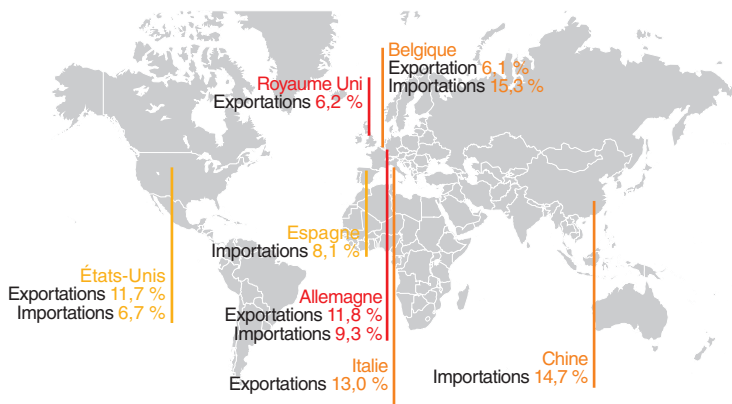 Belgique
Exportation 6,1 %
Importations 15,3 %
Royaume Uni
Exportations 6,2 %
Espagne
Importations 8,1 %
États-Unis
Exportations 11,7 %
Importations 6,7 %
Allemagne
Exportations 11,8 %
Importations 9,3 %
Italie
Exportations 13,0 %
Chine
Importations 14,7 %